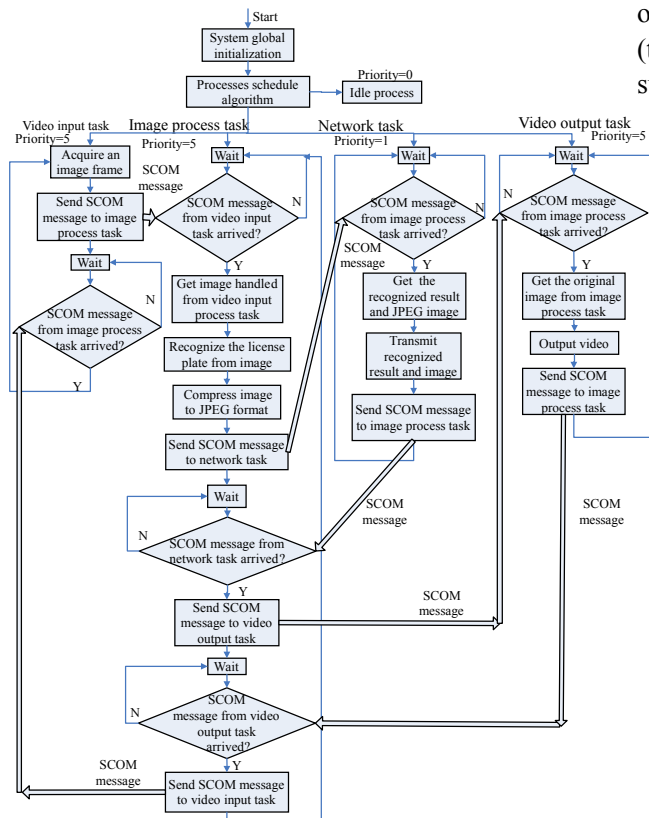 Start
System global
initialization
Processes schedule
algorithm
Priority=0
Idle process
Video input task
Priority=5
Acquire an
image frame
Send SCOM
message to image
process task
Wait
N
SCOM message
from image process
task arrived?
Y
SCOM
message
Image process task
Priority=5
Wait
N
SCOM message
from video input
task arrived?
Y
Get image handled
from video input
process task
Recognize the license
plate from image
Compress image
to JPEG format
Send SCOM message
to network task
Wait
N
SCOM message from
network task arrived?
Y
Send SCOM
message to video
output task
Wait
N
SCOM
message from video
output task
arrived?
Y
Send SCOM message
to video input task
SCOM
message
Network task
Priority=1
Wait
N
SCOM message
from image process
task arrived?
SCOM
message
Y
Get the
recognized result
and JPEG image
Transmit
recognized
result and image
Send SCOM message
to image process task
SCOM
message
Video output task
Priority=5
Wait
N
SCOM message
from image process
task arrived?
Y
Get the original
image from image
process task
Output video
Send SCOM
message to image
process task
SCOM
message
SCOM
message
o
(t